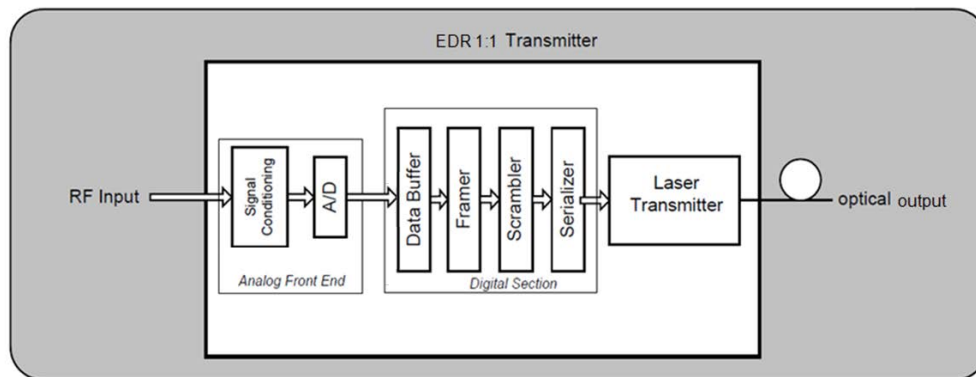 EDR 1:1 Transmitter
RF Input
Signal
Conditioning
A/D
Analog Front End
Data Buffer
Framer
Scrambler
Serializer
Digital Section
Laser
Transmitter
optical output